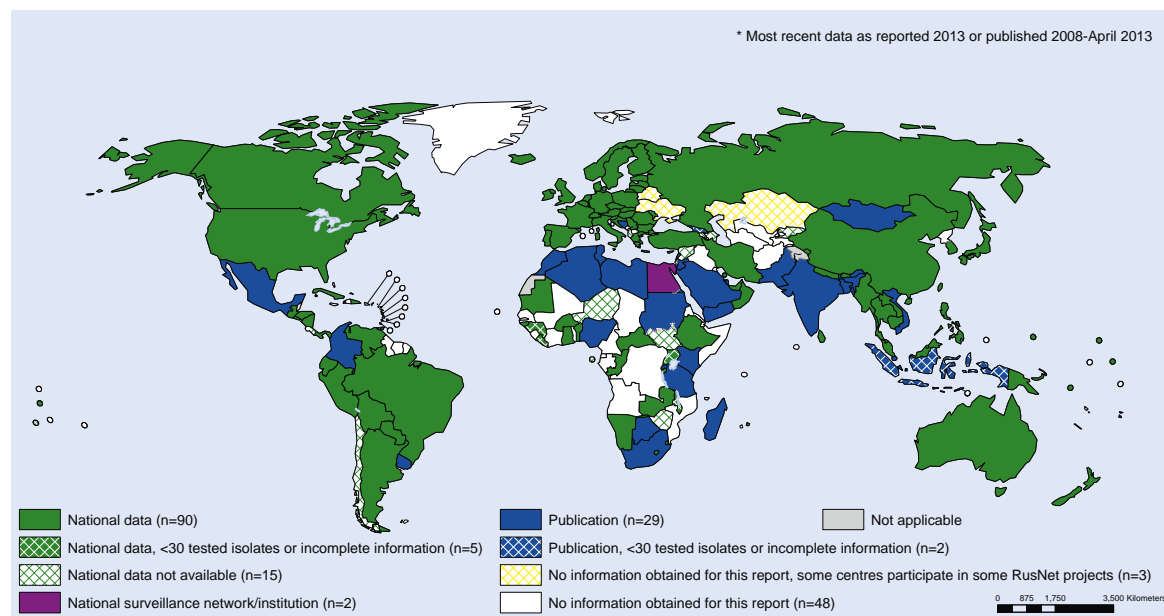 * Most recent data as reported 2013 or published 2008-April 2013
National data (n=90)
National data, <30 tested isolates or incomplete information (n=5)
National data not available (n=15)
National surveillance network/institution (n=2)
Publication (n=29)
Publication, <30 tested isolates or incomplete information (n=2)
No information obtained for this report, some centres participate in some RusNet projects (n=3)
No information obtained for this report (n=48)
Not applicable
0 875 1,750 3,500 Kilometers